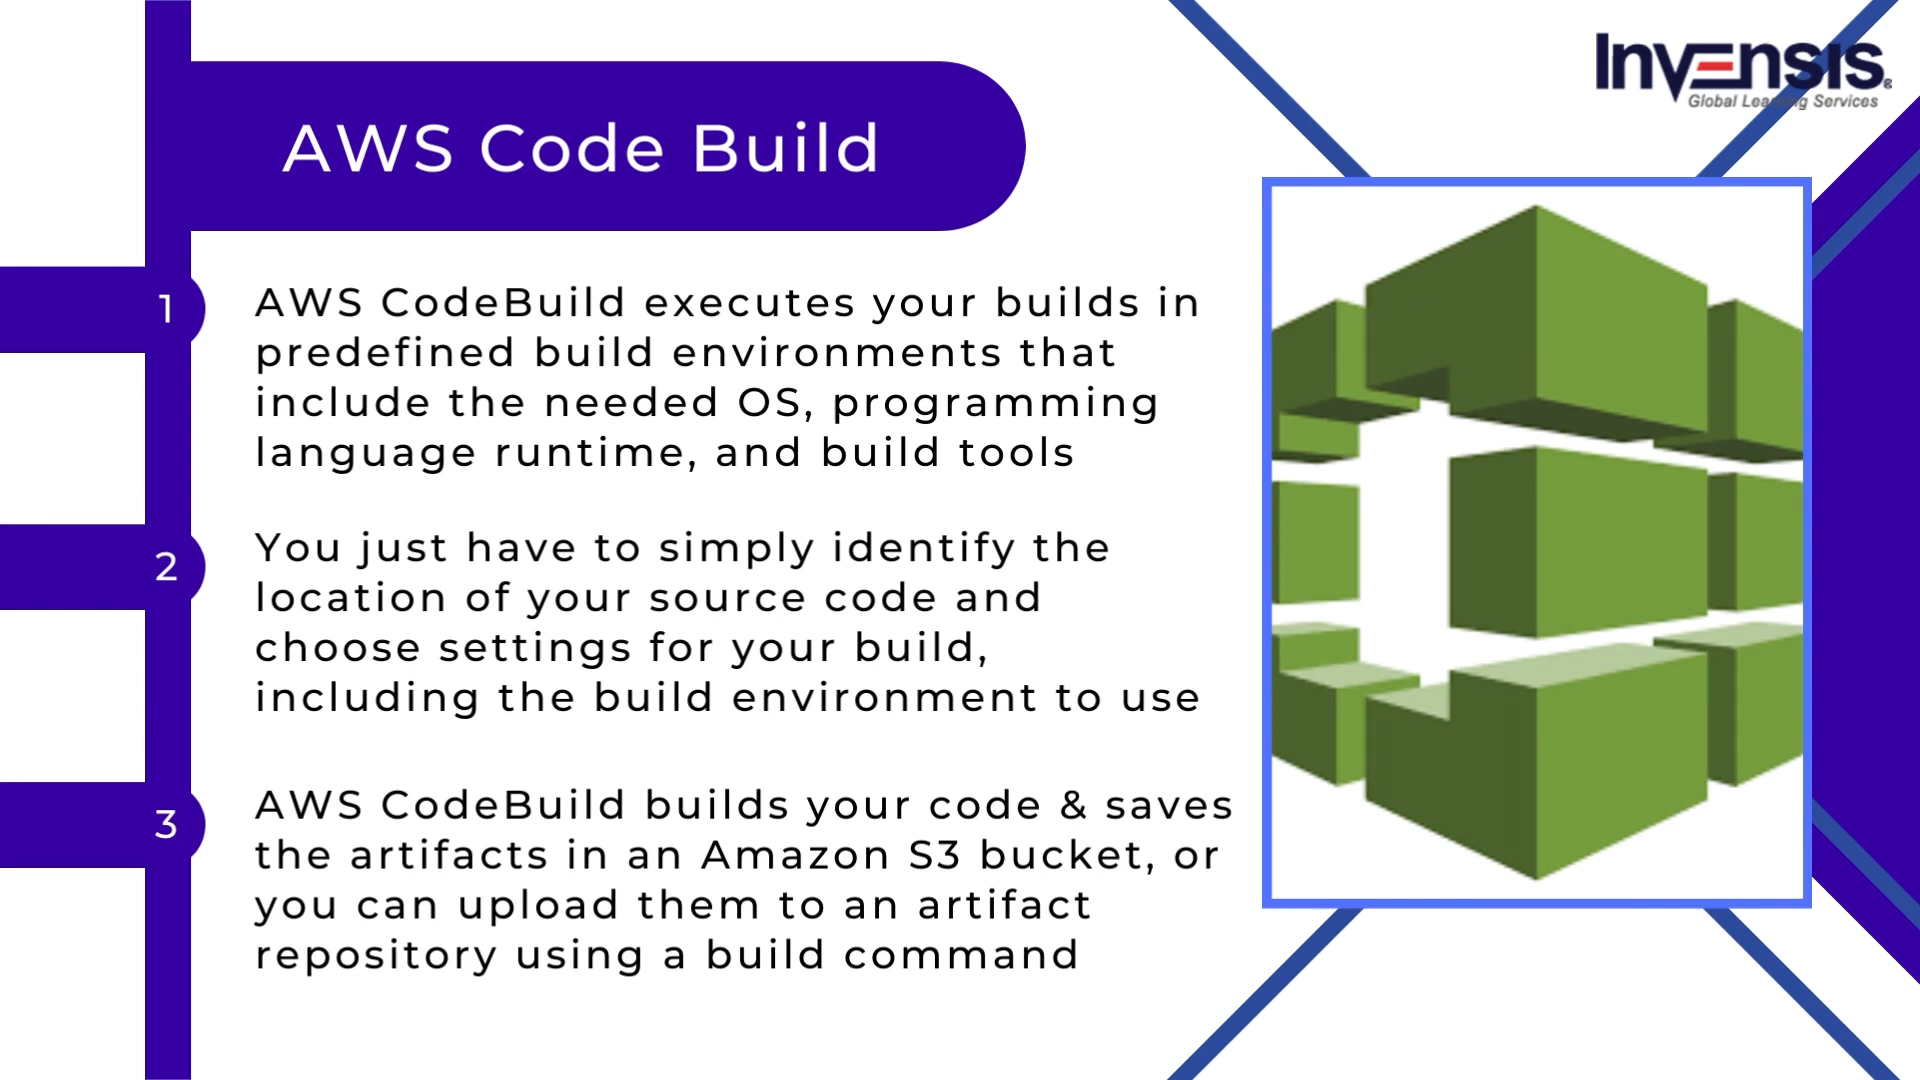 Invensis
Global Learning Services
AWS Code Build
1
AWS CodeBuild executes your builds in
predefined build environments that
include the needed OS, programming
language runtime, and build tools
2
You just have to simply identify the
location of your source code and
choose settings for your build,
including the build environment to use
3
AWS CodeBuild builds your code & saves
the artifacts in an Amazon S3 bucket, or
you can upload them to an artifact
repository using a build command